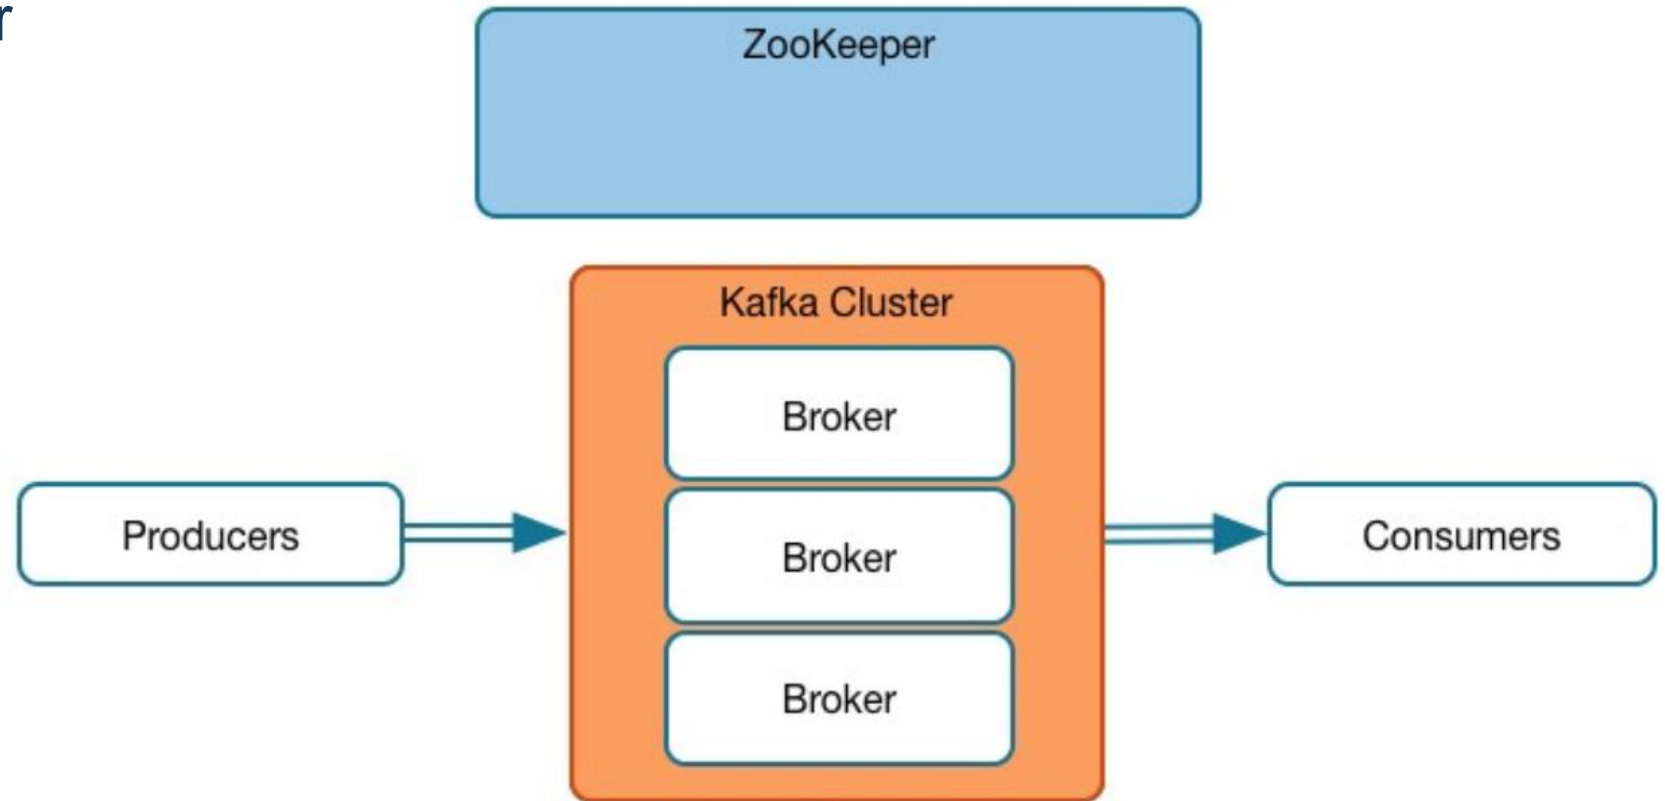 r
ZooKeeper
Kafka Cluster
Broker
Producers
Broker
Consumers
Broker